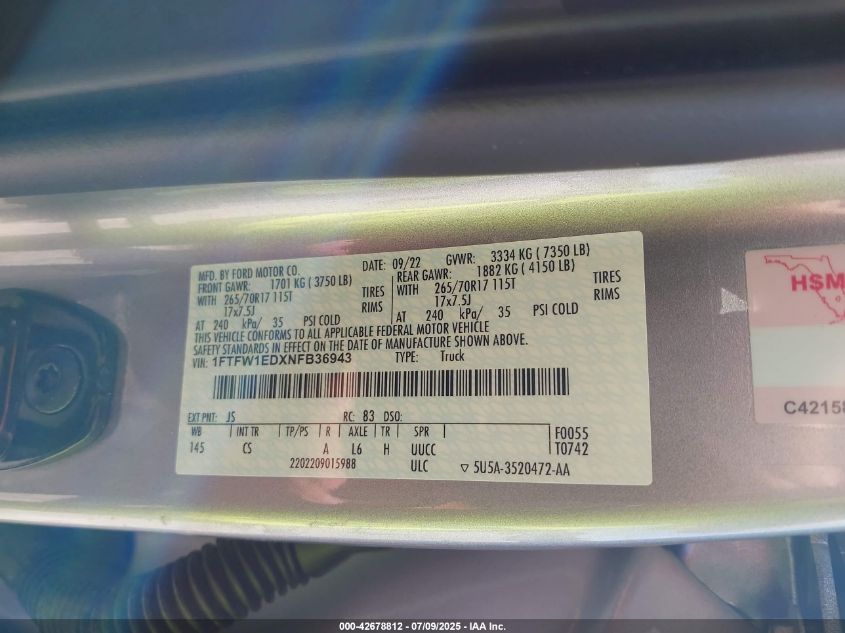 MFD. BY FORD MOTOR CO. DATE: 09/22 GVWR: 3334 KG ( 7350 LB)
FRONT GAWR: 1701 KG ( 3750 LB) REAR GAWR: 1882 KG ( 4150 LB)
WITH 265/70R17 115T TIRES WITH 265/70R17 115T TIRES
17x7.5J RIMS 17x7.5J RIMS
AT 240 kPa/ 35 PSI COLD AT 240 kPa/ 35 PSI COLD
THIS VEHICLE CONFORMS TO ALL APPLICABLE FEDERAL MOTOR VEHICLE
SAFETY STANDARDS IN EFFECT ON THE DATE OF MANUFACTURE SHOWN ABOVE.
VIN: 1FTFW1EDXNFB36943 TYPE: Truck
EXT PNT: JS RC: 83 DSO:
WB INT TR TP/PS R AXLE TR SPR F0055
145 CS A L6 H UUCC T0742
2202209015988 ULC ▽ 5U5A-3520472-AA
HSM
C4215
000-42678812 - 07/09/2025 - IAA Inc.